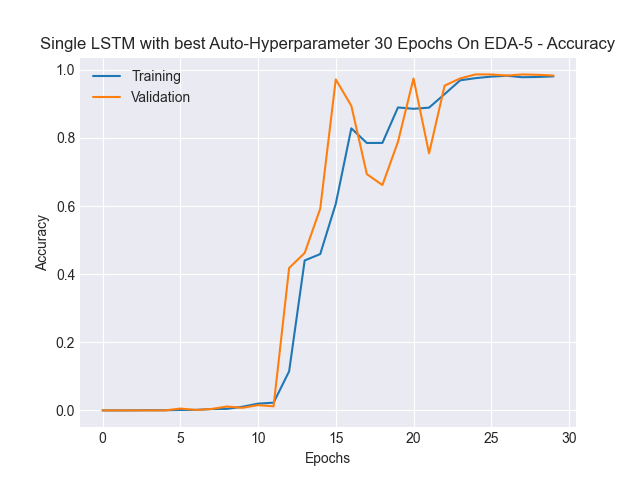 Single LSTM with best Auto-Hyperparameter 30 Epochs On EDA-5 - Accuracy
Training
Validation
1.0
0.8
0.6
0.4
0.2
0.0
Accuracy
0 5 10 15 20 25 30
Epochs